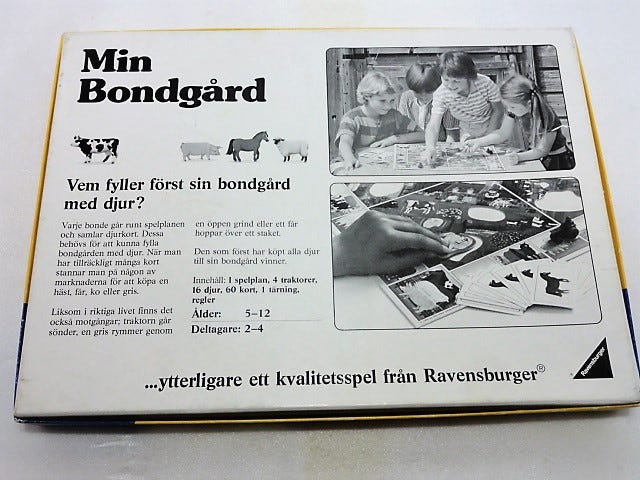 Min
Bondgård
Vem fyller först sin bondgård
med djur?
Varje bonde går runt spelplanen
och samlar djurkort. Dessa
behövs för att kunna fylla
bondgården med djur. När man
har tillräckligt många kort
stannar man på någon av
marknaderna för att köpa en
häst, får, ko eller gris.
Liksom i riktiga livet finns det
också motgångar; traktorn går
sönder, en gris rymmer genom
en öppen grind eller ett får
hoppar över ett staket.
Den som först har köpt alla djur
till sin bondgård vinner.
Innehåll: 1 spelplan, 4 traktorer,
16 djur, 60 kort, 1 tärning,
regler
Ålder: 5–12
Deltagare: 2–4
...ytterligare ett kvalitetsspel från Ravensburger®
Ravensburger